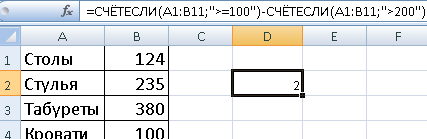 fx =СЧЁТЕСЛИ(A1:B11;">=100")-СЧЁТЕСЛИ(A1:B11;">200")
A B C D E F
1 Столы 124
2 Стулья 235 2
3 Табуреты 380
4 Кровати 100